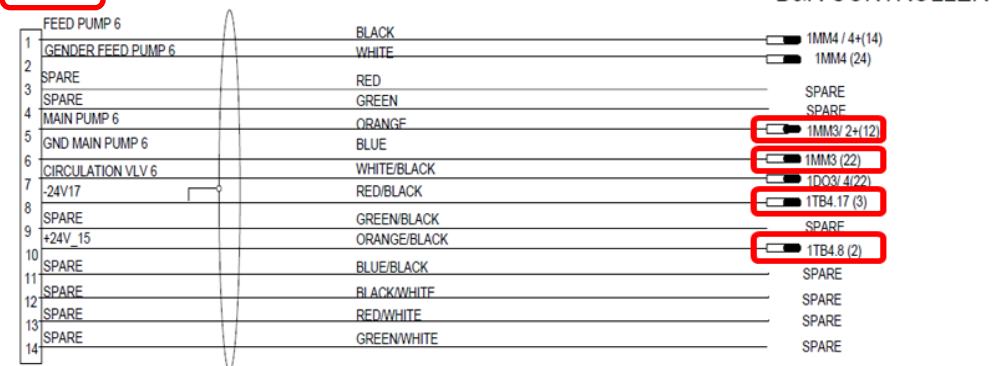 FEED PUMP 6 BLACK 1MM4 / 4+(14)
1 GENDER FEED PUMP 6 WHITE 1MM4 (24)
2 SPARE RED SPARE
3 SPARE GREEN SPARE
4 MAIN PUMP 6 ORANGE 1MM3/ 2+(12)
5 GND MAIN PUMP 6 BLUE 1MM3 (22)
6 CIRCULATION VLV 6 WHITE/BLACK 1DO3/ 4(22)
7 -24V17 RED/BLACK 1TB4.17 (3)
8 SPARE GREEN/BLACK SPARE
9 +24V_15 ORANGE/BLACK 1TB4.8 (2)
10 SPARE BLUE/BLACK SPARE
11
12 SPARE BLACK/WHITE SPARE
13 SPARE RED/WHITE SPARE
14 SPARE GREEN/WHITE SPARE